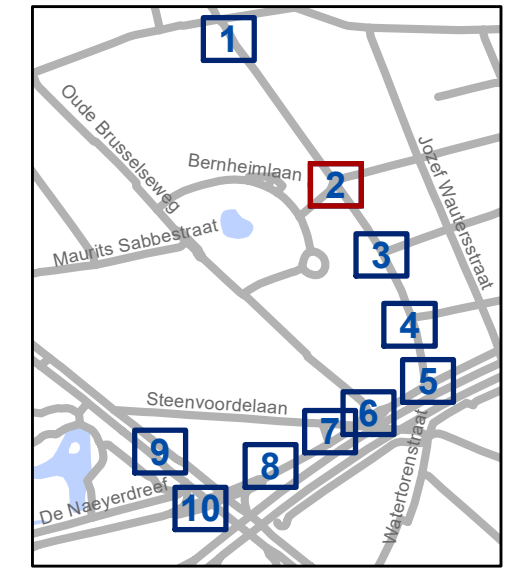 1
Oude Brusselseweg
Bernheimlaan
2
Jozef Wautersstraat
Maurits Sabbestraat
3
4
5
Steenvoordelaan
6
7
8
9
De Naeyerdreef
10
Watertorenstraat